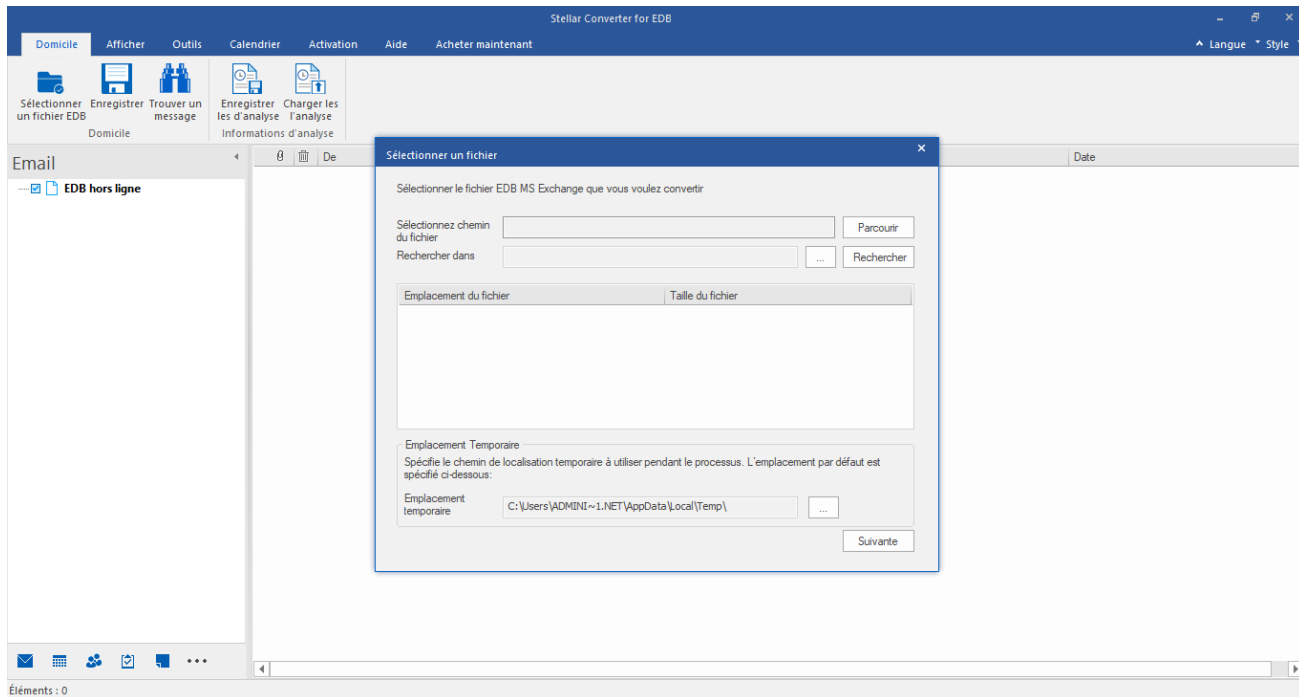 Stellar Converter for EDB
Domicile Afficher Outils Calendrier Activation Aide Acheter maintenant
Langue Style
Sélectionner un fichier EDB
Enregistrer
Trouver un message
Enregistrer les d'analyse
Charger les l'analyse
Domicile
Informations d'analyse
Email
De
Date
EDB hors ligne
Sélectionner un fichier
Sélectionner le fichier EDB MS Exchange que vous voulez convertir
Sélectionnez chemin
du fichier
Parcourir
Rechercher dans
...
Rechercher
Emplacement du fichier
Taille du fichier
Emplacement Temporaire
Spécifie le chemin de localisation temporaire à utiliser pendant le processus. L'emplacement par défaut est
spécifié ci-dessous:
Emplacement
temporaire
C:\Users\ADMINI~1.NET\AppData\Local\Temp\
...
Suivante
Éléments : 0